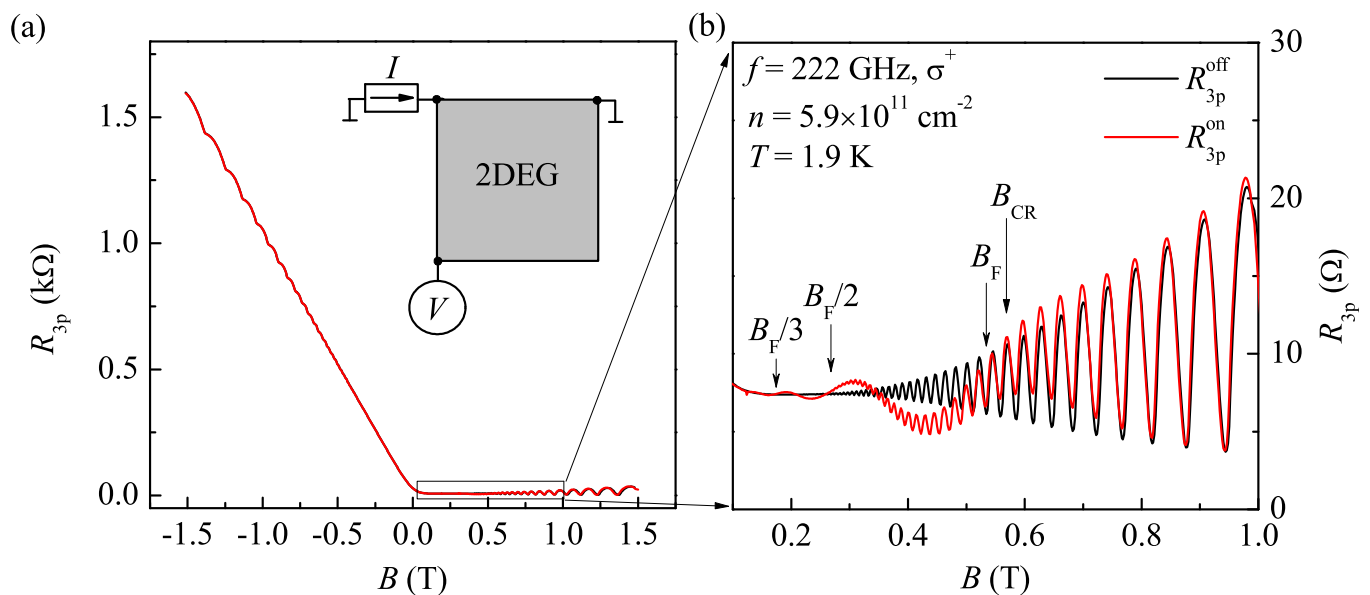 (a)
R3p (kΩ)
1.5
1.0
0.5
0.0
-1.5 -1.0 -0.5 0.0 0.5 1.0 1.5
B (T)
I
2DEG
V
(b)
f = 222 GHz, σ+
n = 5.9×10^11 cm-2
T = 1.9 K
R3p^off
R3p^on
BCR
BF
BF/2
BF/3
30
20
10
0
R3p (Ω)
0.2 0.4 0.6 0.8 1.0
B (T)